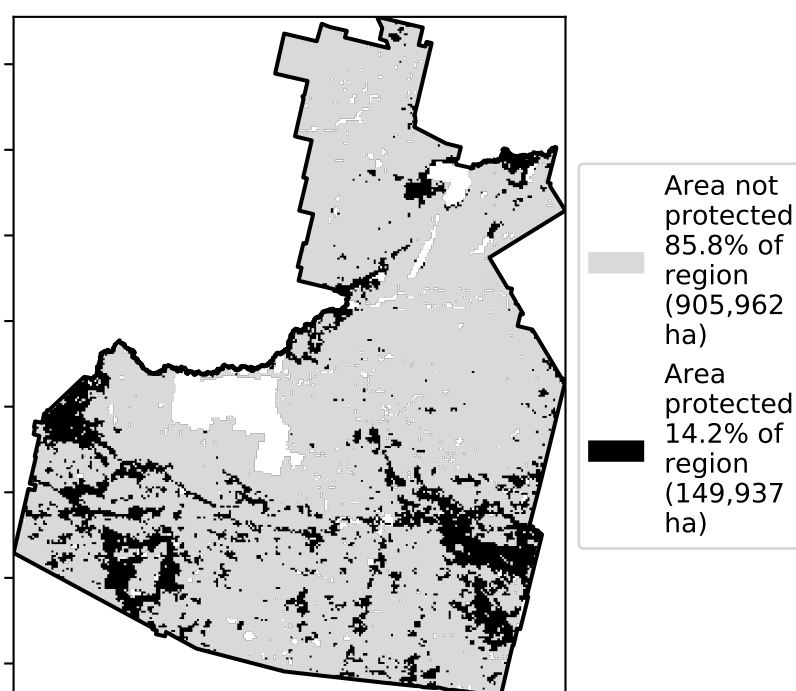 Area not
protected
85.8% of
region
(905,962
ha)
Area
protected
14.2% of
region
(149,937
ha)